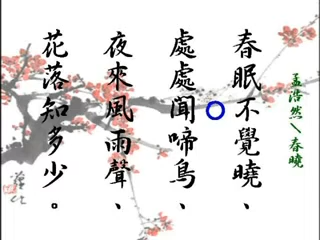 孟浩然＼春曉
春眠不覺曉、
處處聞啼鳥、
夜來風雨聲、
花落知多少。